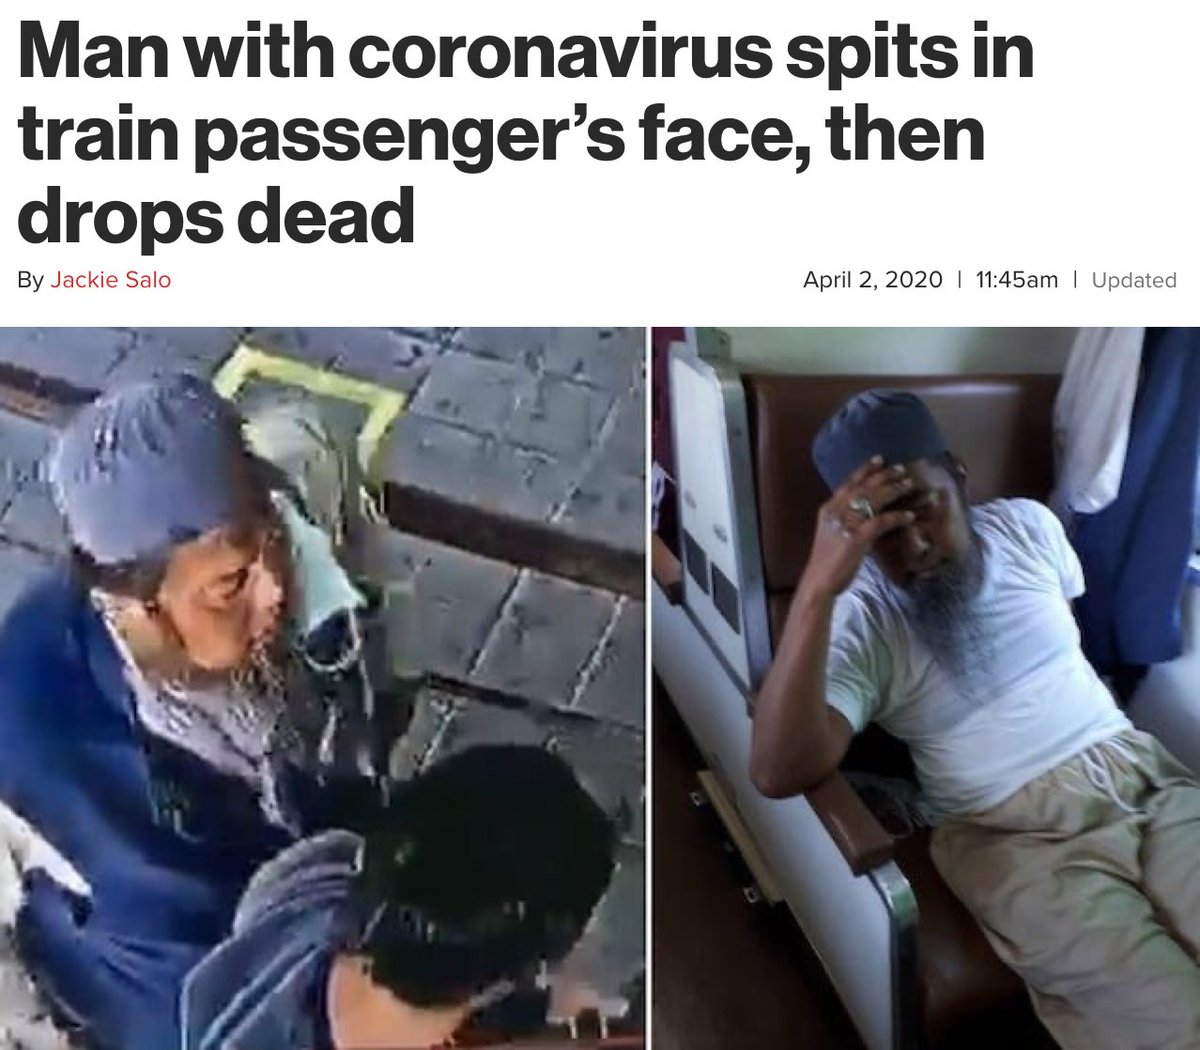 Man with coronavirus spits in
train passenger’s face, then
drops dead
By Jackie Salo
April 2, 2020 | 11:45am | Updated